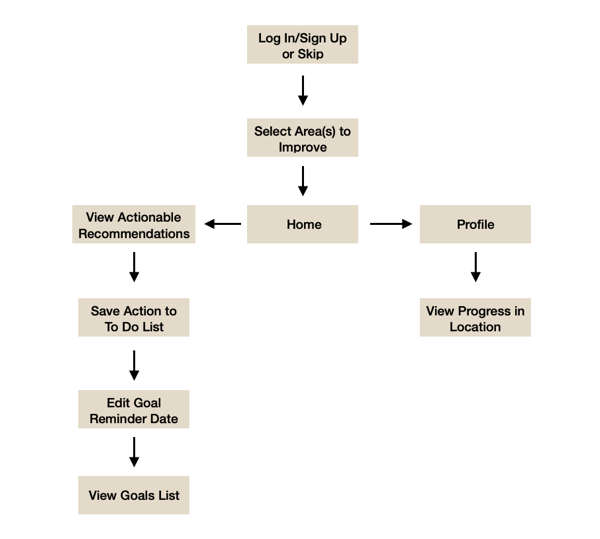 Log In/Sign Up
or Skip
Select Area(s) to
Improve
View Actionable
Recommendations
Home
Profile
Save Action to
To Do List
View Progress in
Location
Edit Goal
Reminder Date
View Goals List